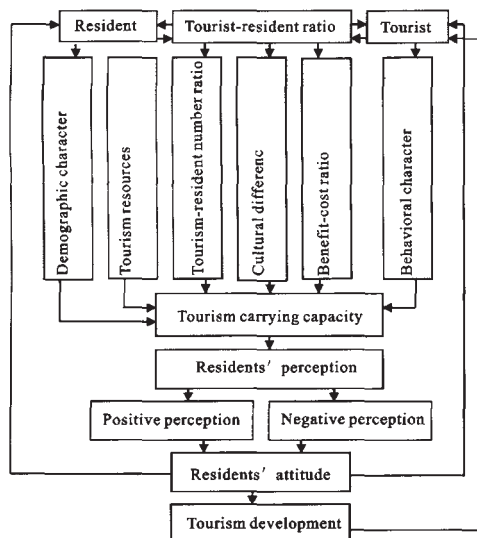 Resident
Tourist-resident ratio
Tourist
Demographic character
Tourism resources
Tourism-resident number ratio
Cultural differenc
Benefit-cost ratio
Behavioral character
Tourism carrying capacity
Residents' perception
Positive perception
Negative perception
Residents' attitude
Tourism development